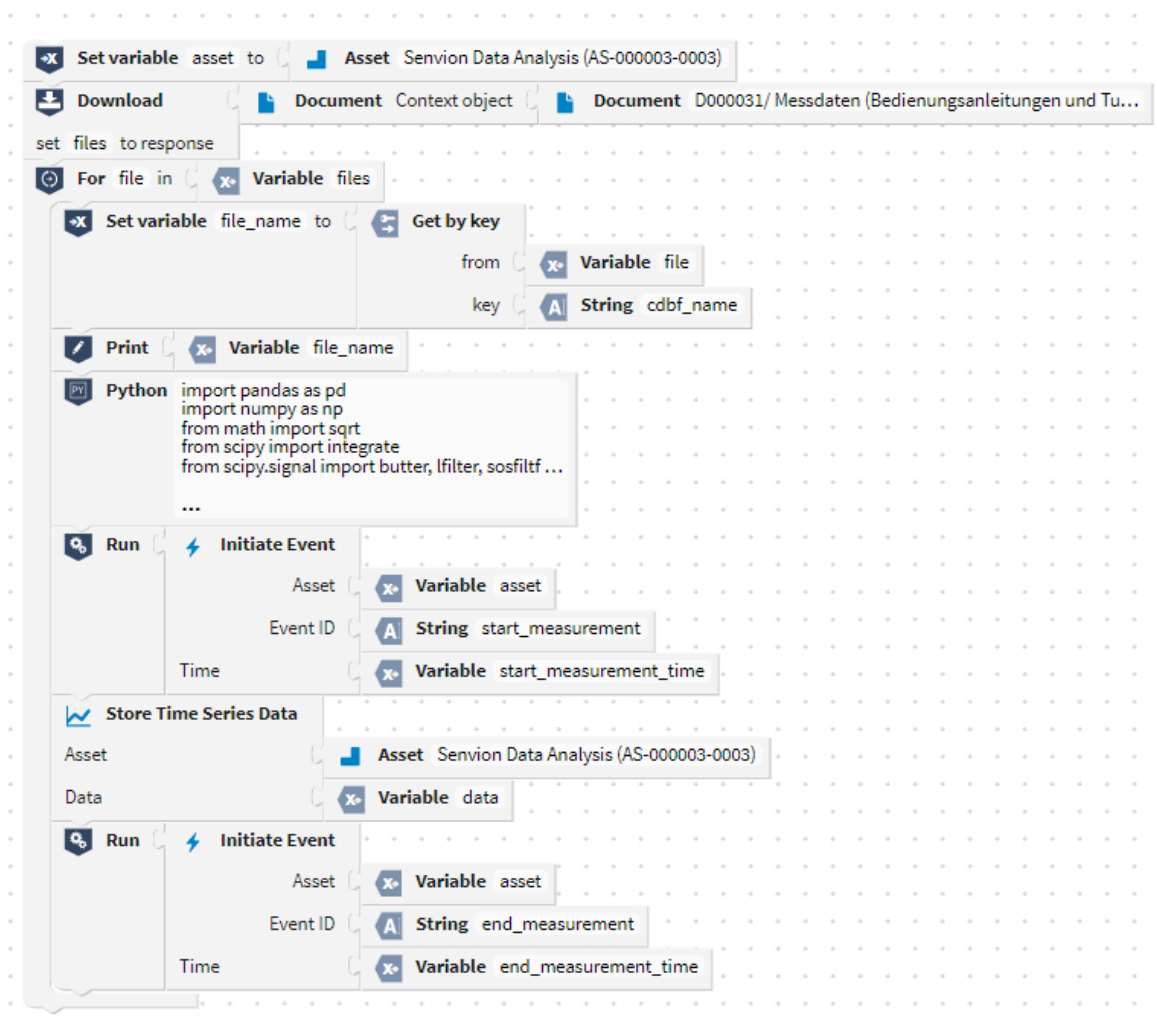 Set variable asset to Asset Senvion Data Analysis (AS-000003-0003)
Download Document Context object Document D000031/ Messdaten (Bedienungsanleitungen und Tu...
set files to response
For file in Variable files
Set variable file_name to Get by key
from Variable file
key A String cdbf_name
Print Variable file_name
PY Python import pandas as pd
import numpy as np
from math import sqrt
from scipy import integrate
from scipy.signal import butter, lfilter, sosfiltf ...
...
Run Initiate Event
Asset Variable asset
Event ID A String start_measurement
Time Variable start_measurement_time
Store Time Series Data
Asset Asset Senvion Data Analysis (AS-000003-0003)
Data Variable data
Run Initiate Event
Asset Variable asset
Event ID A String end_measurement
Time Variable end_measurement_time